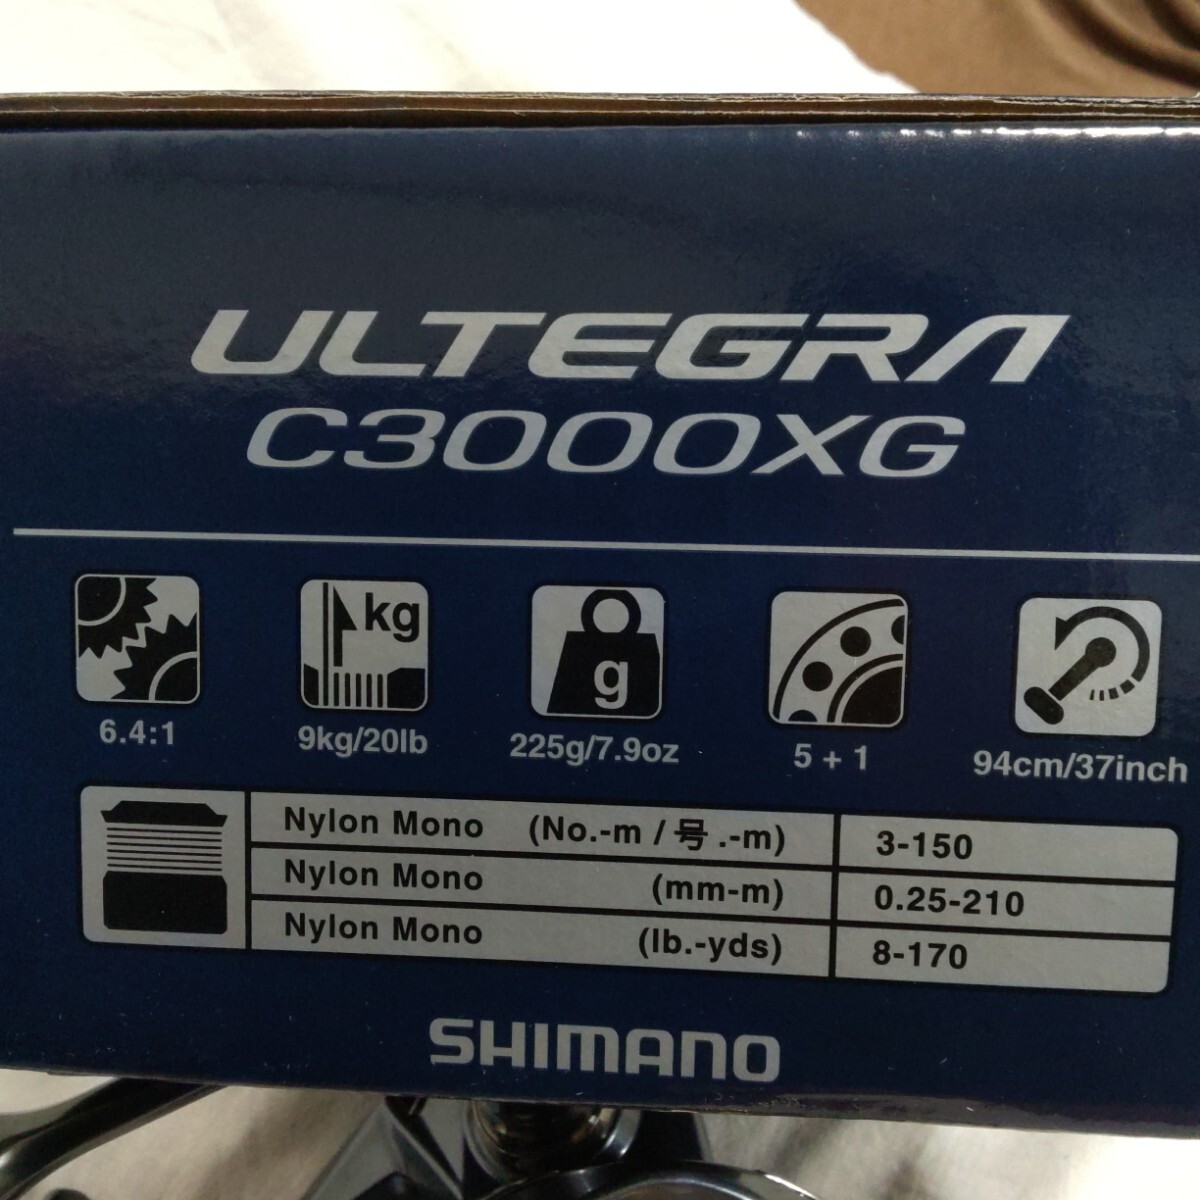 ULTEGRA
C3000XG
kg
g
6.4:1
9kg/20lb
225g/7.9oz
5 + 1
94cm/37inch
Nylon Mono (No.-m / 号 .-m) 3-150
Nylon Mono (mm-m) 0.25-210
Nylon Mono (lb.-yds) 8-170
SHIMANO